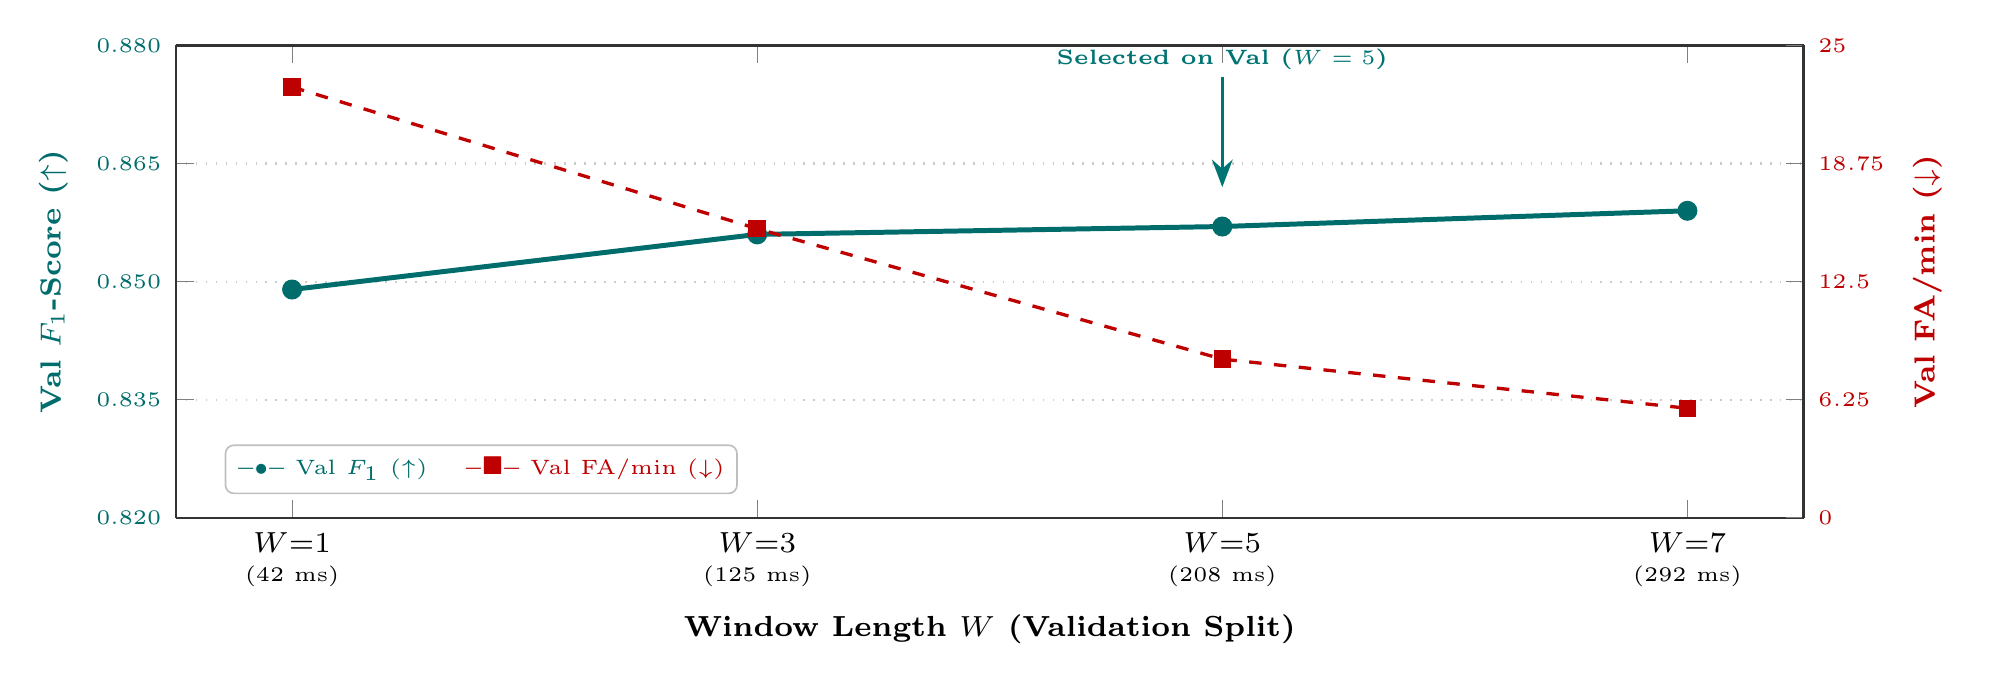 0.880
0.865
0.850
0.835
0.820
Val F₁-Score (↑)
Selected on Val (W = 5)
25
18.75
12.5
6.25
0
Val FA/min (↓)
Val F₁ (↑) Val FA/min (↓)
W=1 W=3 W=5 W=7
(42 ms) (125 ms) (208 ms) (292 ms)
Window Length W (Validation Split)